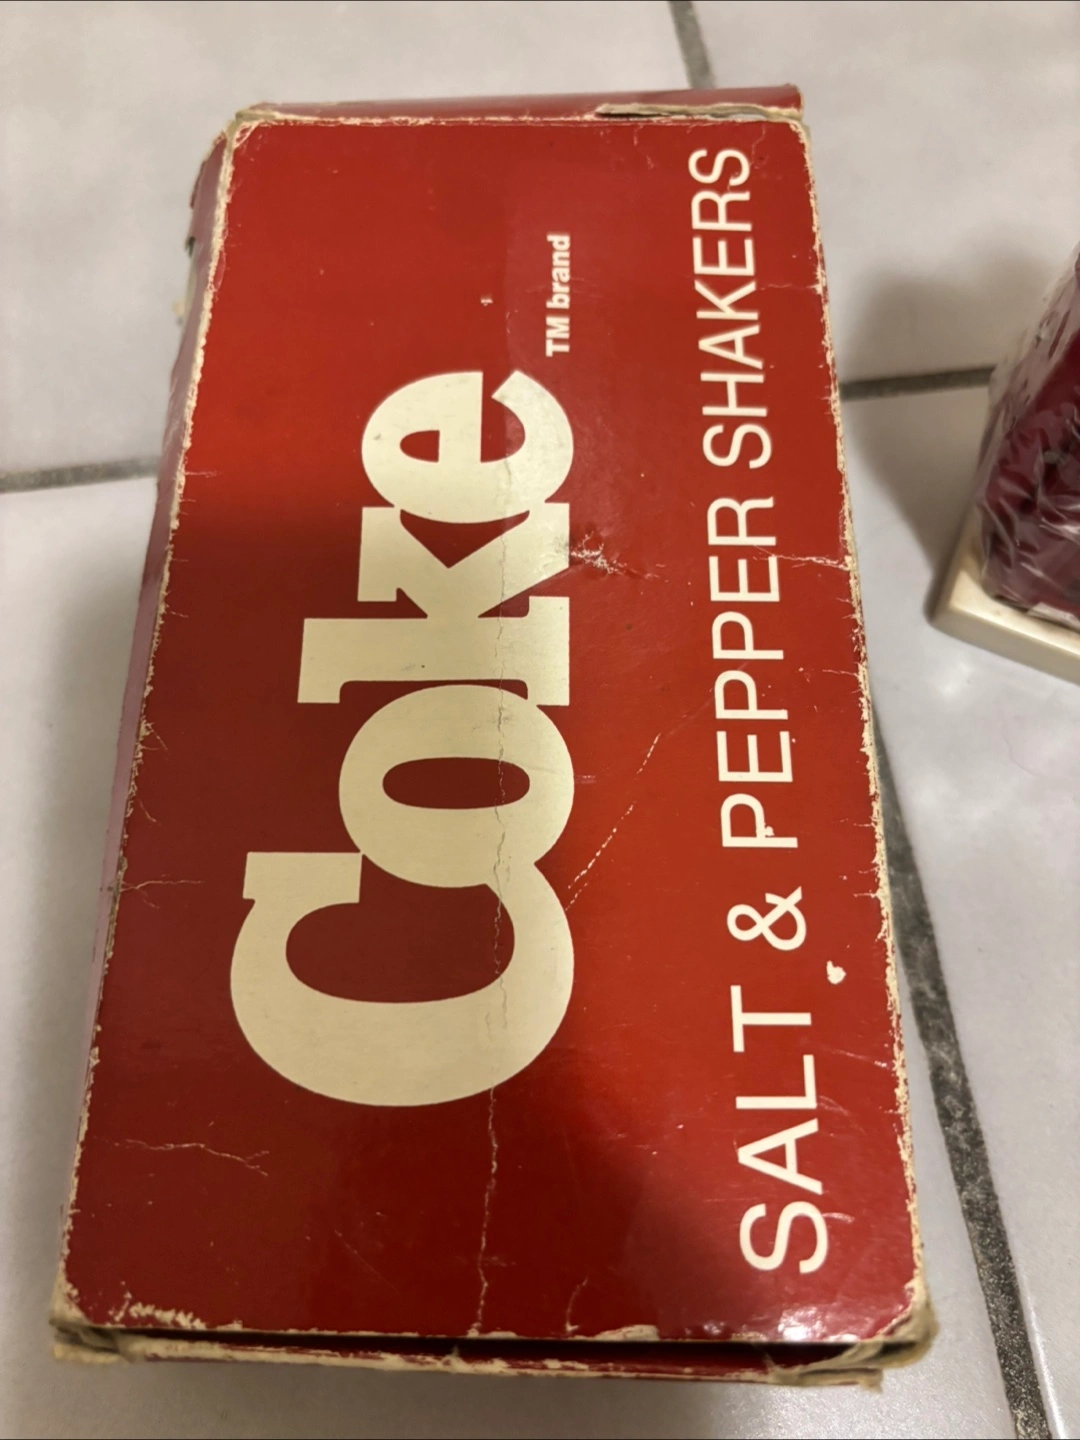 Coke
TM brand
SALT & PEPPER SHAKERS